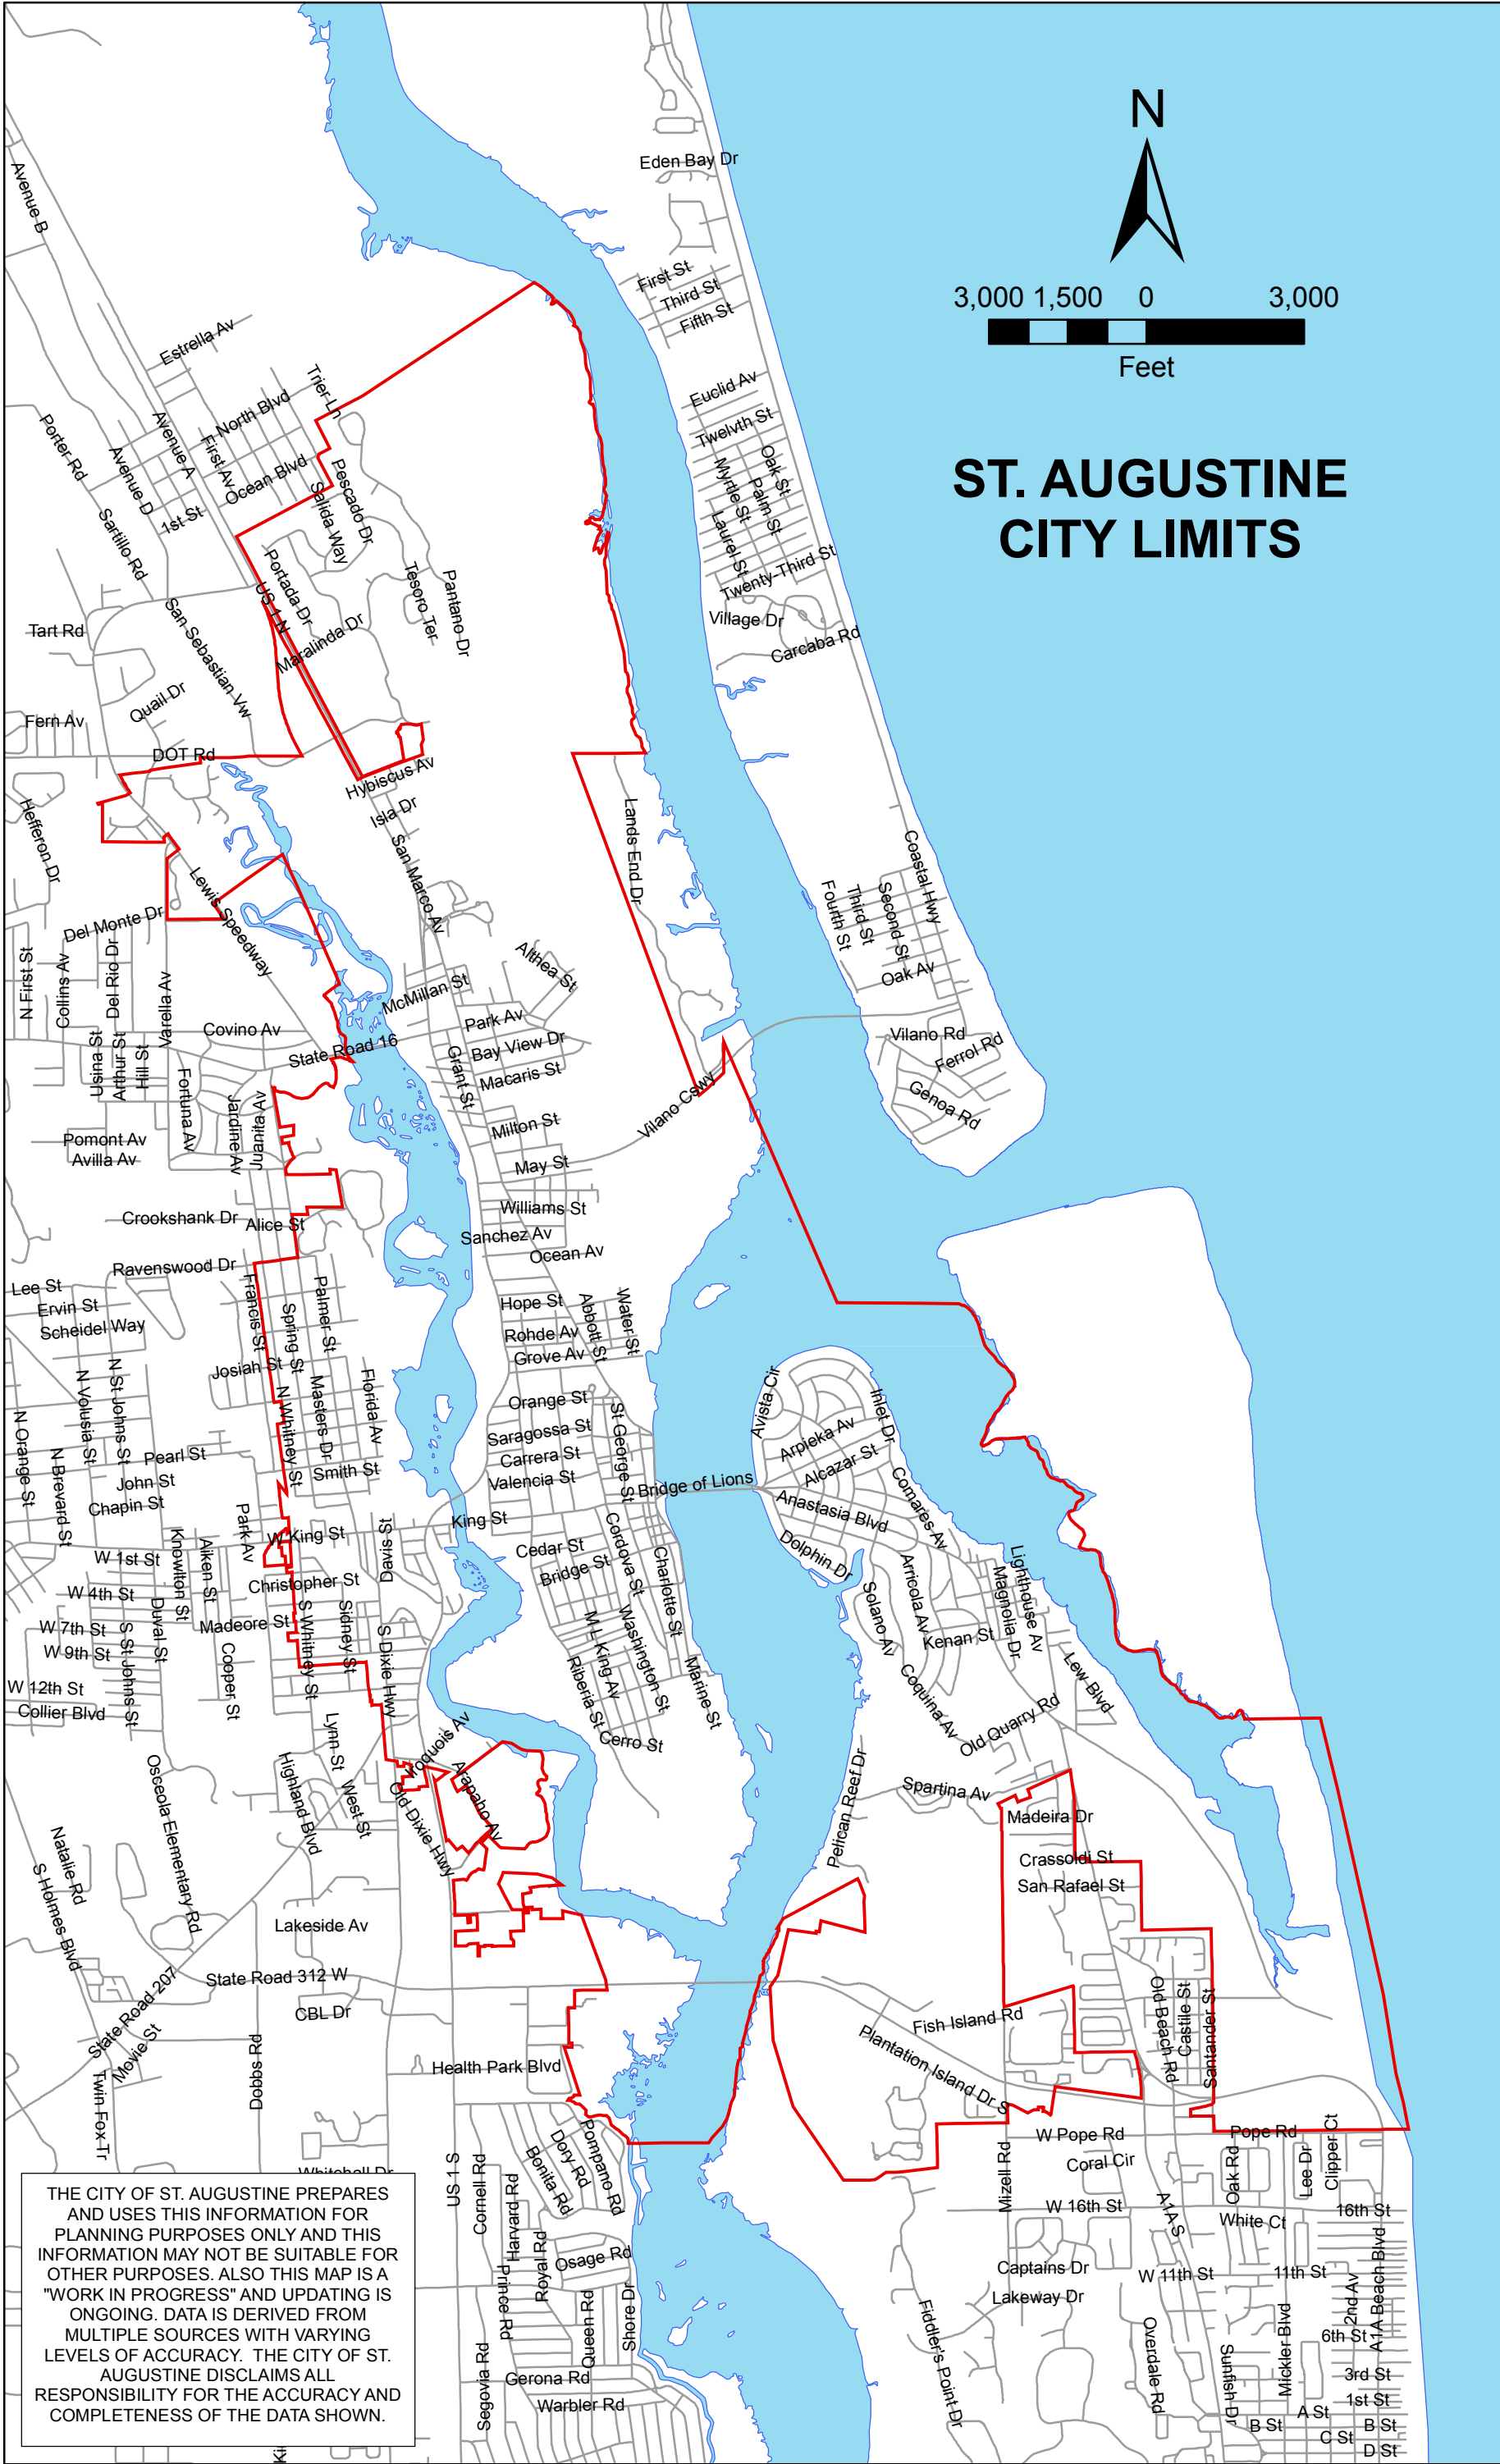 N
3,000 1,500 0 3,000
Feet
ST. AUGUSTINE
CITY LIMITS
Eden Bay Dr
Avenue B
First St
Third St
Fifth St
Estrella Av
Trier Ln
North Blvd
Euclid Av
Twelvth St
Porter Rd
Avenue A
First Av
Avenue D
Ocean Blvd
Pescado Dr
Salida Way
Oak St
Palm St
Myrtle St
Laurel St
1st St
Sartillo Rd
Twenty-Third St
Portada Dr
US 1 N
Tesoro Ter
Pantano Dr
Village Dr
Carcaba Rd
Tart Rd
San Sebastian Vw
Maralinda Dr
Quail Dr
Fern Av
DOT Rd
Hybiscus Av
Isla Dr
Hefferon Dr
Lands End Dr
San Marco Av
Coastal Hwy
Lewis Speedway
Fourth St
Third St
Second St
Oak Av
Del Monte Dr
Althea St
N First St
Collins Av
Del Rio Dr
Varella Av
McMillan St
Park Av
Covino Av
State Road 16
Bay View Dr
Macaris St
Grant St
Vilano Rd
Ferrol Rd
Genoa Rd
Usina St
Arthur St
Hill St
Fortuna Av
Jardine Av
Juanita Av
Vilano Cswy
Milton St
Pomont Av
Avilla Av
May St
Crookshank Dr
Alice St
Williams St
Sanchez Av
Ocean Av
Ravenswood Dr
Lee St
Ervin St
Scheidel Way
Francis St
Spring St
Palmer St
Hope St
Abbott St
Water St
Rohde Av
Grove Av
Josiah St
N Volusia St
N St Johns St
N Whitney St
Masters Dr
Florida Av
Orange St
St George St
Avista Cir
Inlet Dr
N Orange St
N Brevard St
Pearl St
Saragossa St
Carrera St
Valencia St
Arpieka Av
Alcazar St
Comares Av
John St
Chapin St
Smith St
Bridge of Lions
Anastasia Blvd
Park Av
W King St
Davis St
King St
Cedar St
Bridge St
Cordova St
Charlotte St
Dolphin Dr
W 1st St
Knowlton St
Aiken St
Christopher St
Solano Av
Arricola Av
Magnolia Dr
Lighthouse Av
W 4th St
Duval St
Madeore St
S Whitney St
Sidney St
S Dixie Hwy
M L King Av
Washington St
Kenan St
W 7th St
W 9th St
S St Johns St
Cooper St
Riberia St
Marine St
Coquina Av
Lew Blvd
W 12th St
Collier Blvd
Lynn St
Iroquois Av
Cerro St
Old Quarry Rd
Osceola Elementary Rd
Highland Blvd
West St
Old Dixie Hwy
Arapaho Av
Pelican Reef Dr
Spartina Av
Madeira Dr
Natalie Rd
S Holmes Blvd
Crassoldi St
San Rafael St
Lakeside Av
State Road 207
State Road 312 W
CBL Dr
Movie St
Twin Fox Tr
Dobbs Rd
Health Park Blvd
Fish Island Rd
Plantation Island Dr S
Old Beach Rd
Castile St
Santander St
US 1 S
Cornell Rd
Harvard Rd
Bonita Rd
Dory Rd
Pompano Rd
Mizell Rd
W Pope Rd
Coral Cir
Pope Rd
Oak Rd
Lee Dr
Clipper Ct
W 16th St
A1A S
White Ct
16th St
Prince Rd
Royal Rd
Osage Rd
Queen Rd
Shore Dr
Captains Dr
Lakeway Dr
W 11th St
11th St
2nd Av
A1A Beach Blvd
6th St
Fiddler's Point Dr
Overdale Rd
Sunfish Dr
Mickler Blvd
3rd St
1st St
A St
B St
B St
C St
D St
Segovia Rd
Gerona Rd
Warbler Rd
Whitehall Dr
THE CITY OF ST. AUGUSTINE PREPARES
AND USES THIS INFORMATION FOR
PLANNING PURPOSES ONLY AND THIS
INFORMATION MAY NOT BE SUITABLE FOR
OTHER PURPOSES. ALSO THIS MAP IS A
"WORK IN PROGRESS" AND UPDATING IS
ONGOING. DATA IS DERIVED FROM
MULTIPLE SOURCES WITH VARYING
LEVELS OF ACCURACY. THE CITY OF ST.
AUGUSTINE DISCLAIMS ALL
RESPONSIBILITY FOR THE ACCURACY AND
COMPLETENESS OF THE DATA SHOWN.